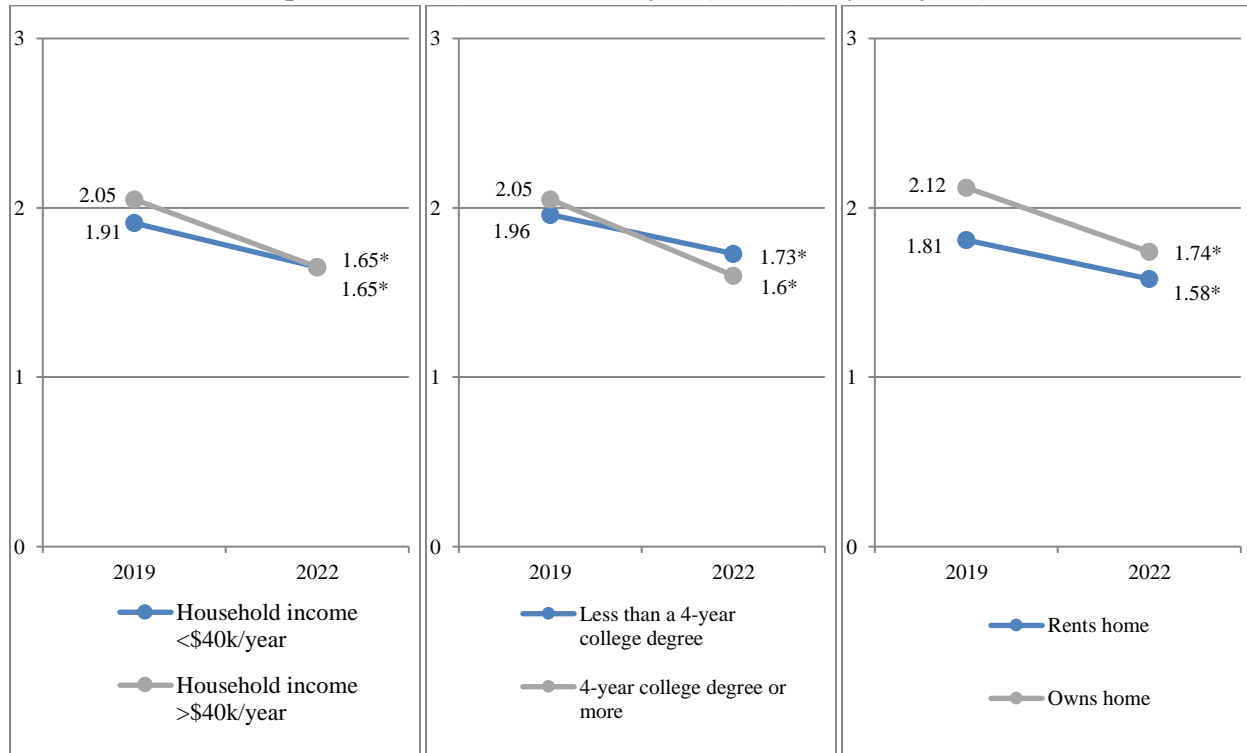 3
2
1
0
2.05
1.91
1.65*
1.65*
2019 2022
Household income
<$40k/year
Household income
>$40k/year
3
2
1
0
2.05
1.96
1.73*
1.6*
2019 2022
Less than a 4-year
college degree
4-year college degree or
more
3
2
1
0
2.12
1.81
1.74*
1.58*
2019 2022
Rents home
Owns home